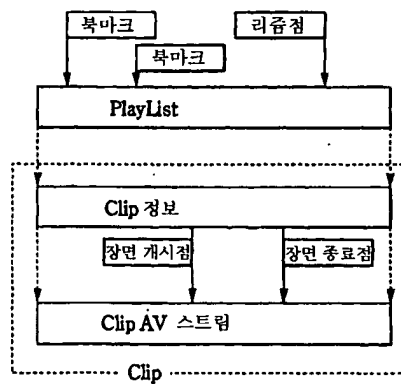 북마크
리쥼점
북마크
PlayList
Clip 정보
장면 개시점
장면 종료점
Clip AV 스트림
Clip